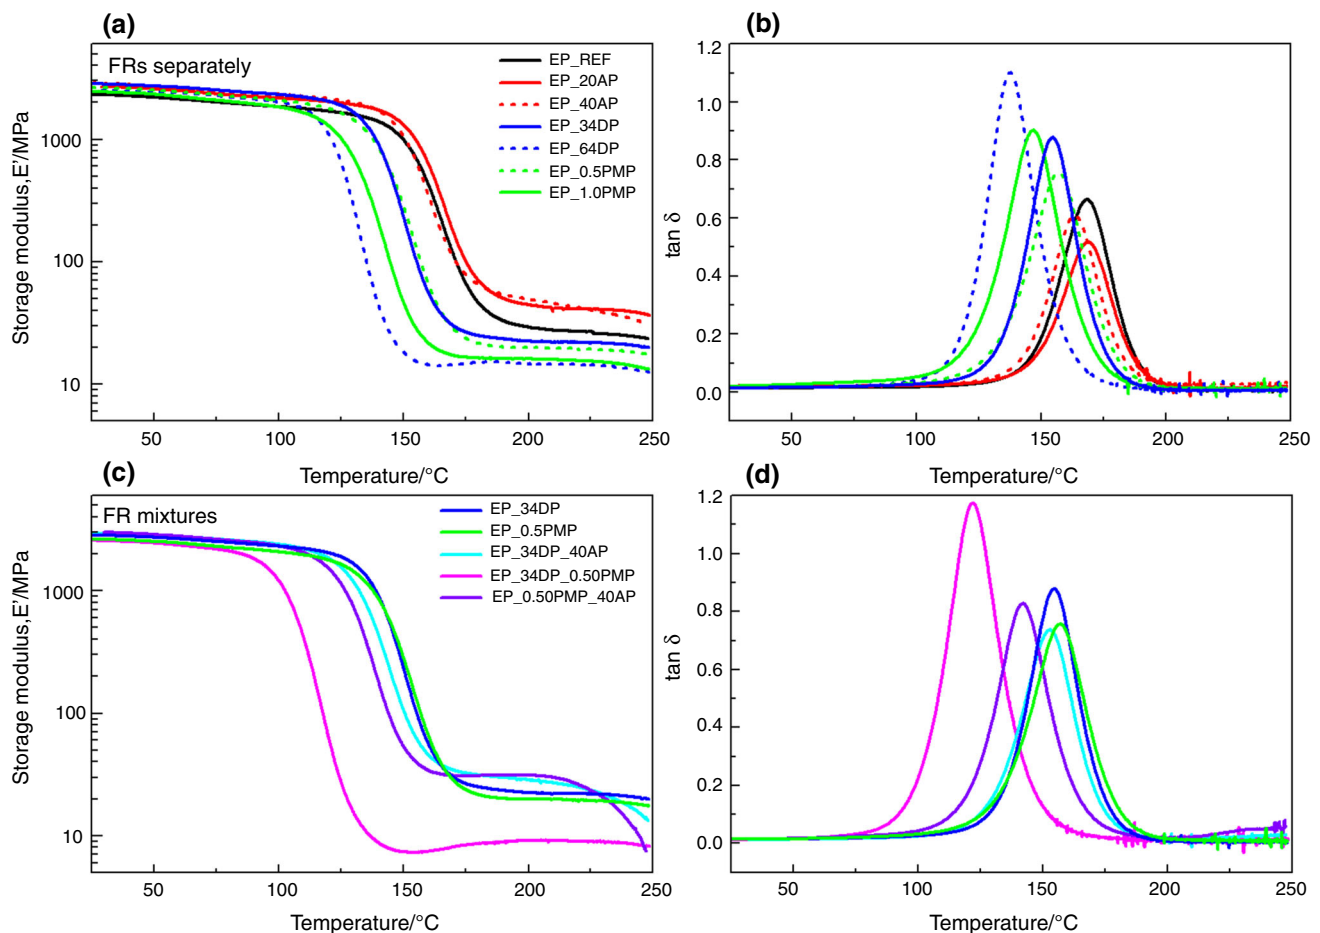 (a)
FRs separately
EP_REF
EP_20AP
EP_40AP
EP_34DP
EP_64DP
EP_0.5PMP
EP_1.0PMP
1000
100
10
Storage modulus,E'/MPa
50 100 150 200 250
Temperature/°C
(b)
1.2
1.0
0.8
0.6
0.4
0.2
0.0
tan δ
50 100 150 200 250
Temperature/°C
(c)
FR mixtures
EP_34DP
EP_0.5PMP
EP_34DP_40AP
EP_34DP_0.50PMP
EP_0.50PMP_40AP
1000
100
10
Storage modulus,E'/MPa
50 100 150 200 250
Temperature/°C
(d)
1.2
1.0
0.8
0.6
0.4
0.2
0.0
tan δ
50 100 150 200 250
Temperature/°C